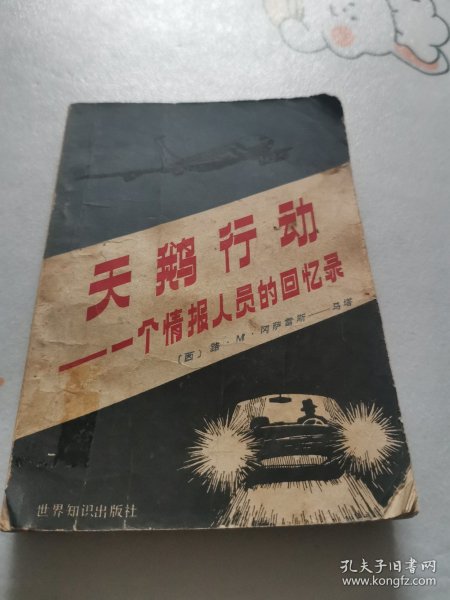 天鹅行动
——一个情报人员的回忆录
（西）路·M·冈萨雷斯——马塔
世界知识出版社
孔夫子旧书网
www.kongfz.com